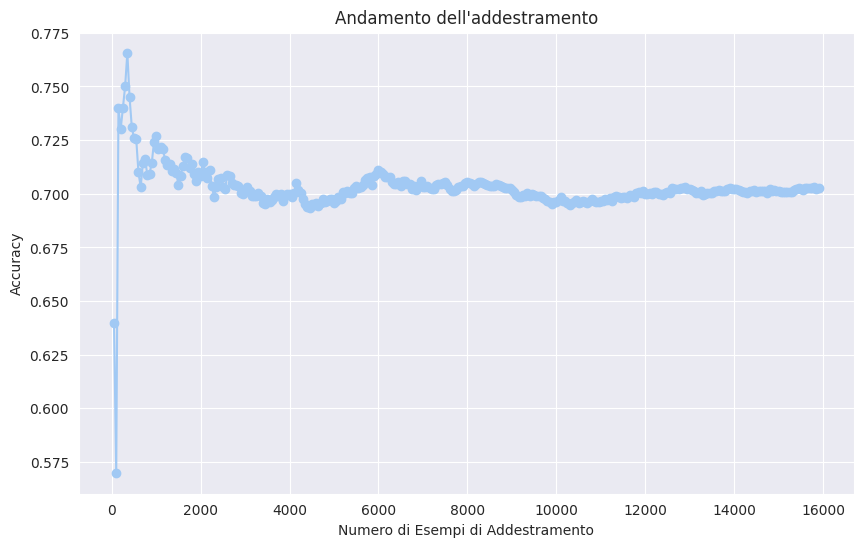 Andamento dell'addestramento
0.775
0.750
0.725
0.700
0.675
0.650
0.625
0.600
0.575
Accuracy
0 2000 4000 6000 8000 10000 12000 14000 16000
Numero di Esempi di Addestramento